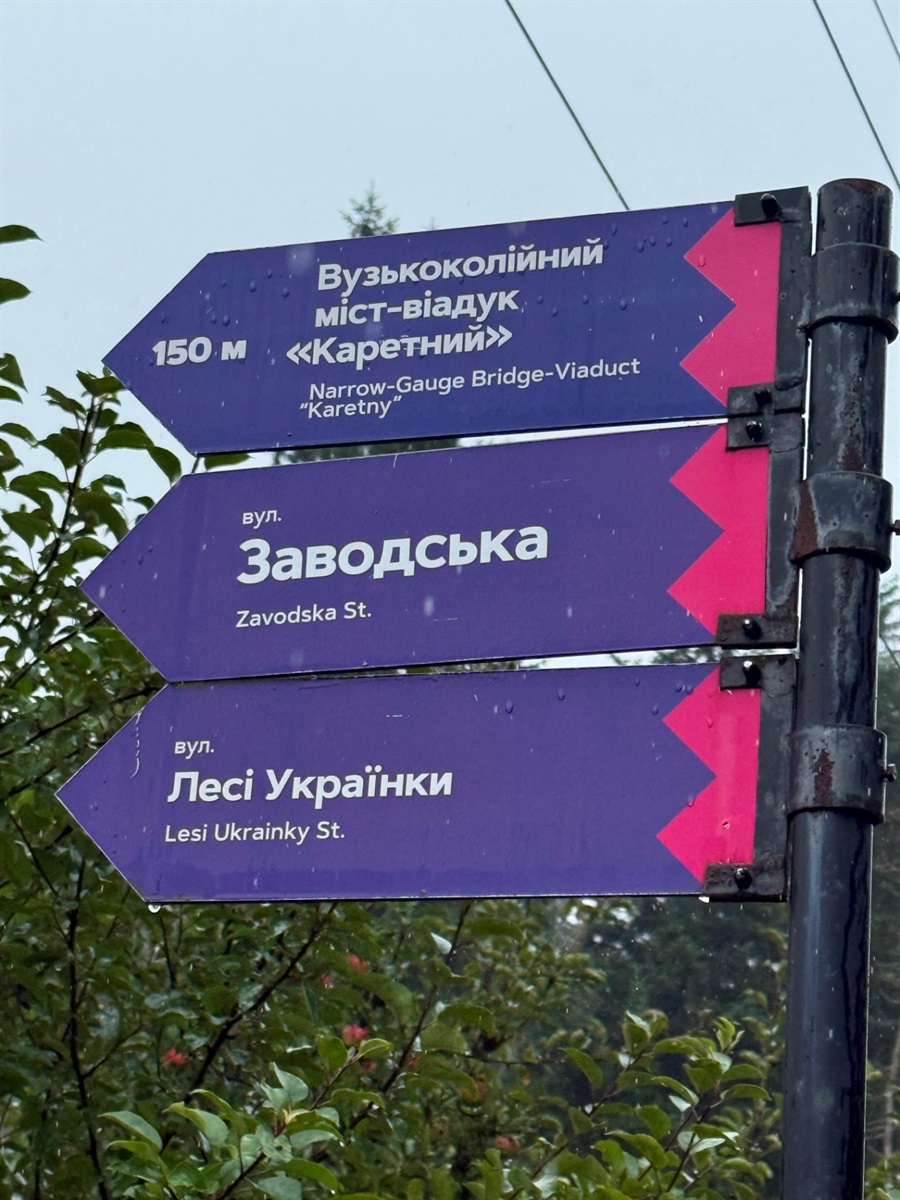 Вузькоколійний
міст-віадук
150 м «Каретний»
Narrow-Gauge Bridge-Viaduct
“Karetny”
вул.
Заводська
Zavodska St.
вул.
Лесі Українки
Lesi Ukrainky St.